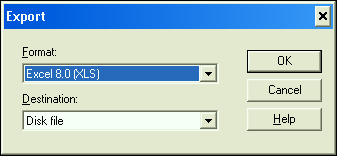 Export
Format:
Excel 8.0 (XLS)
Destination:
Disk file
OK
Cancel
Help